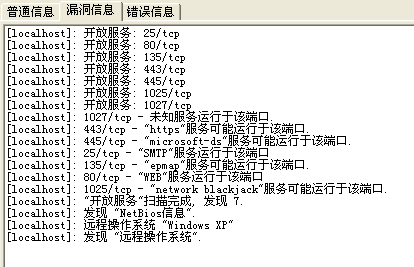 普通信息 漏洞信息 错误信息
[localhost]: 开放服务: 25/tcp
[localhost]: 开放服务: 80/tcp
[localhost]: 开放服务: 135/tcp
[localhost]: 开放服务: 443/tcp
[localhost]: 开放服务: 445/tcp
[localhost]: 开放服务: 1025/tcp
[localhost]: 开放服务: 1027/tcp
[localhost]: 1027/tcp - 未知服务运行于该端口.
[localhost]: 443/tcp - "https"服务可能运行于该端口.
[localhost]: 445/tcp - "microsoft-ds"服务可能运行于该端口.
[localhost]: 25/tcp - "SMTP"服务运行于该端口
[localhost]: 135/tcp - "epmap"服务可能运行于该端口.
[localhost]: 80/tcp - "WEB"服务运行于该端口
[localhost]: 1025/tcp - "network blackjack"服务可能运行于该端口.
[localhost]: "开放服务"扫描完成, 发现 7.
[localhost]: 发现 "NetBios信息".
[localhost]: 远程操作系统 "Windows XP"
[localhost]: 发现 "远程操作系统".